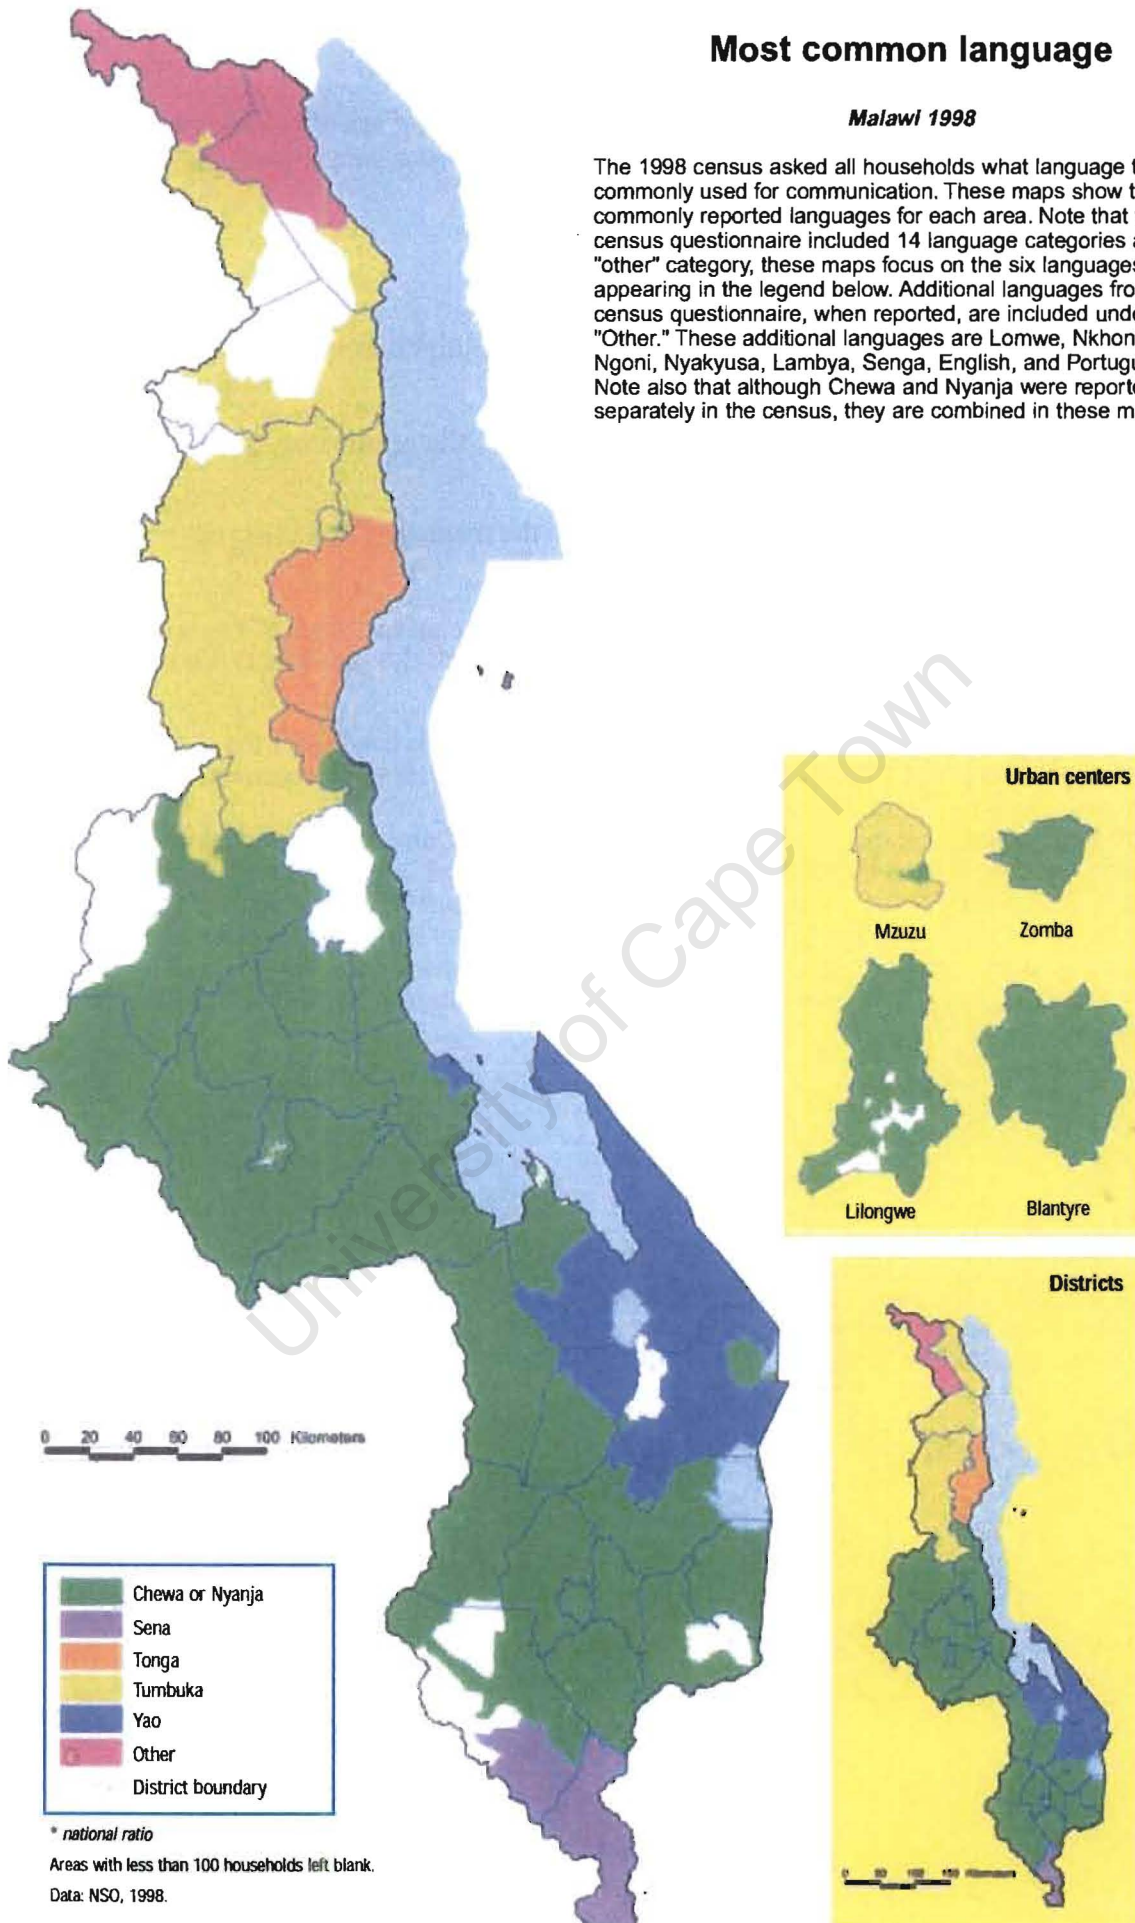 Most common language
Malawi 1998
The 1998 census asked all households what language
commonly used for communication. These maps show
commonly reported languages for each area. Note that
census questionnaire included 14 language categories
"other" category, these maps focus on the six languages
appearing in the legend below. Additional languages
census questionnaire, when reported, are included
"Other." These additional languages are Lomwe,
Ngoni, Nyakyusa, Lambya, Senga, English, and
Note also that although Chewa and Nyanja were
separately in the census, they are combined in these
University of Cape Town
Urban centers
Mzuzu
Zomba
Lilongwe
Blantyre
Districts
0 20 40 60 80 100 Kilometers
Chewa or Nyanja
Sena
Tonga
Tumbuka
Yao
Other
District boundary
* national ratio
Areas with less than 100 households left blank.
Data: NSO, 1998.